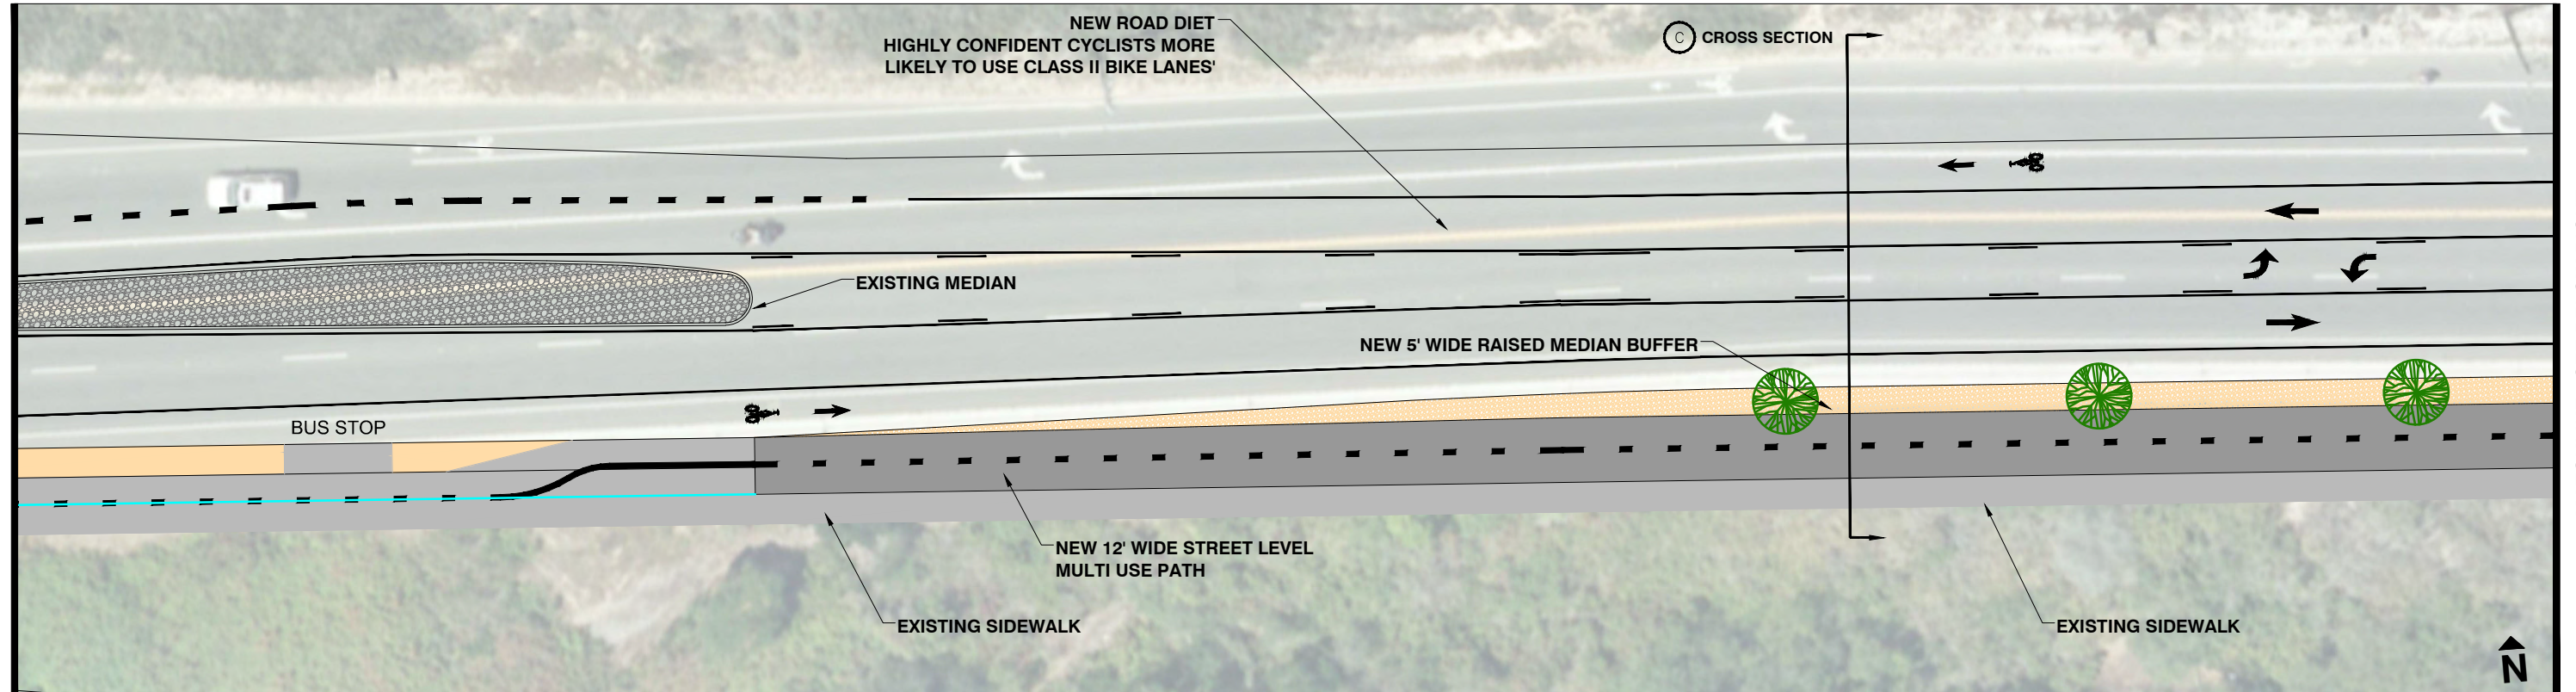 NEW ROAD DIET
HIGHLY CONFIDENT CYCLISTS MORE
LIKELY TO USE CLASS II BIKE LANES'
C CROSS SECTION
EXISTING MEDIAN
NEW 5' WIDE RAISED MEDIAN BUFFER
BUS STOP
NEW 12' WIDE STREET LEVEL
MULTI USE PATH
EXISTING SIDEWALK
EXISTING SIDEWALK
N